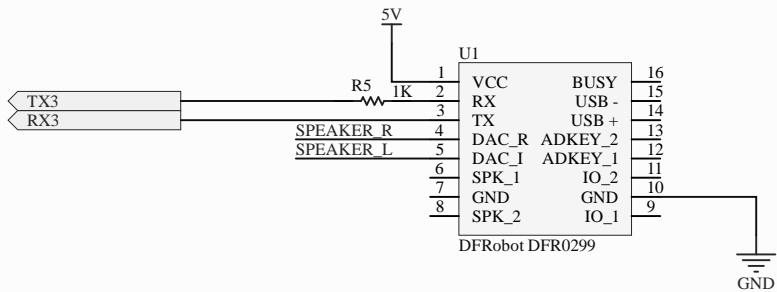 5V
U1
1 VCC BUSY 16
R5 1K 2 RX USB - 15
TX3
3 TX USB + 14
RX3
SPEAKER_R 4 DAC_R ADKEY_2 13
SPEAKER_L 5 DAC_I ADKEY_1 12
6 SPK_1 IO_2 11
7 GND GND 10
8 SPK_2 IO_1 9
DFRobot DFR0299
GND